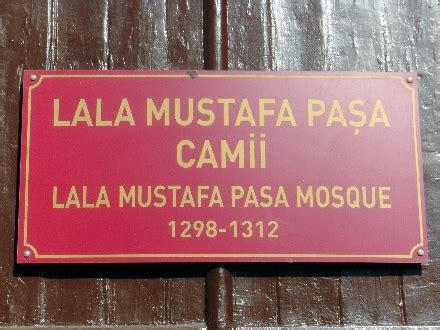 LALA MUSTAFA PAŞA
CAMİİ
LALA MUSTAFA PASA MOSQUE
1298-1312